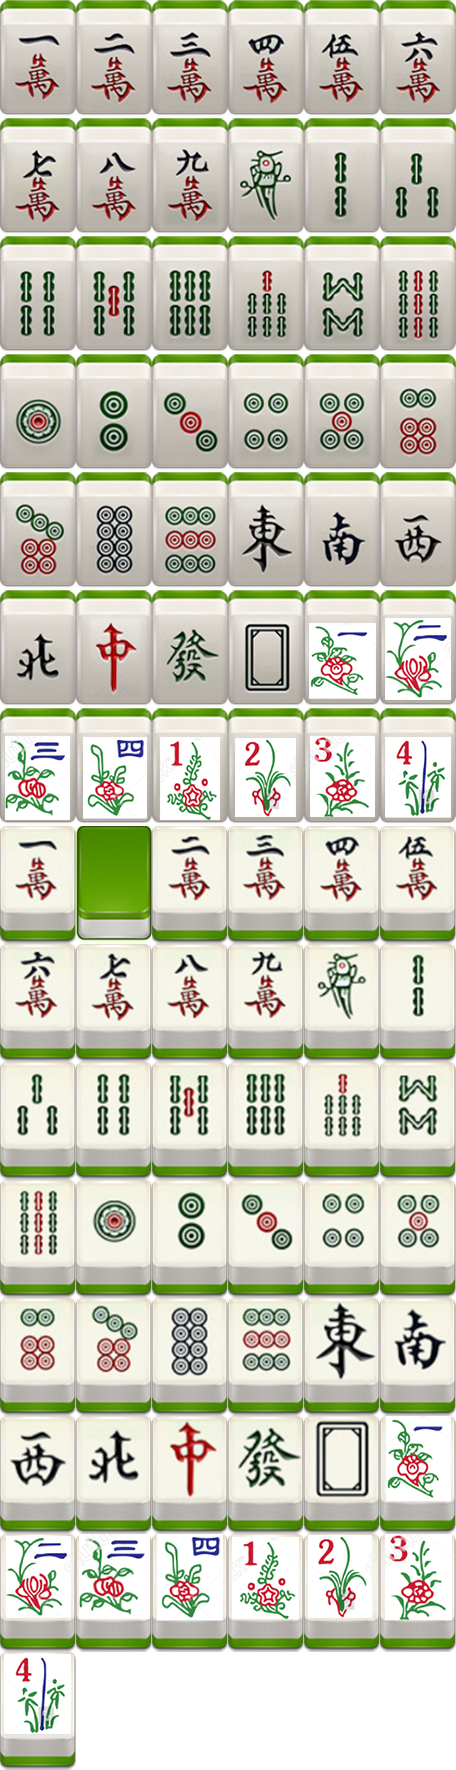 一萬 二萬 三萬 四萬 伍萬 六萬
七萬 八萬 九萬
東 南 西
北 中 發 一 二
三 四 1 2 3 4
一萬 二萬 三萬 四萬 伍萬
六萬 七萬 八萬 九萬
東 南
西 北 中 發 一
二 三 四 1 2 3
4